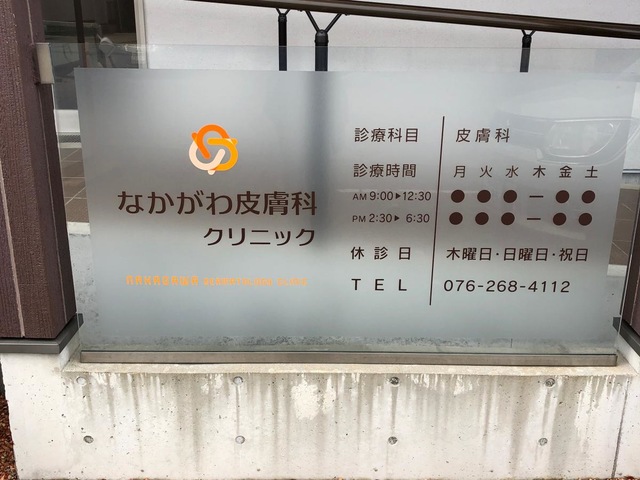 なかがわ皮膚科
クリニック
診療科目 皮膚科
診療時間 月 火 水 木 金 土
AM 9:00▶12:30 ●●●―●●
PM 2:30▶ 6:30 ●●●―●●
休診日 木曜日・日曜日・祝日
TEL 076-268-4112